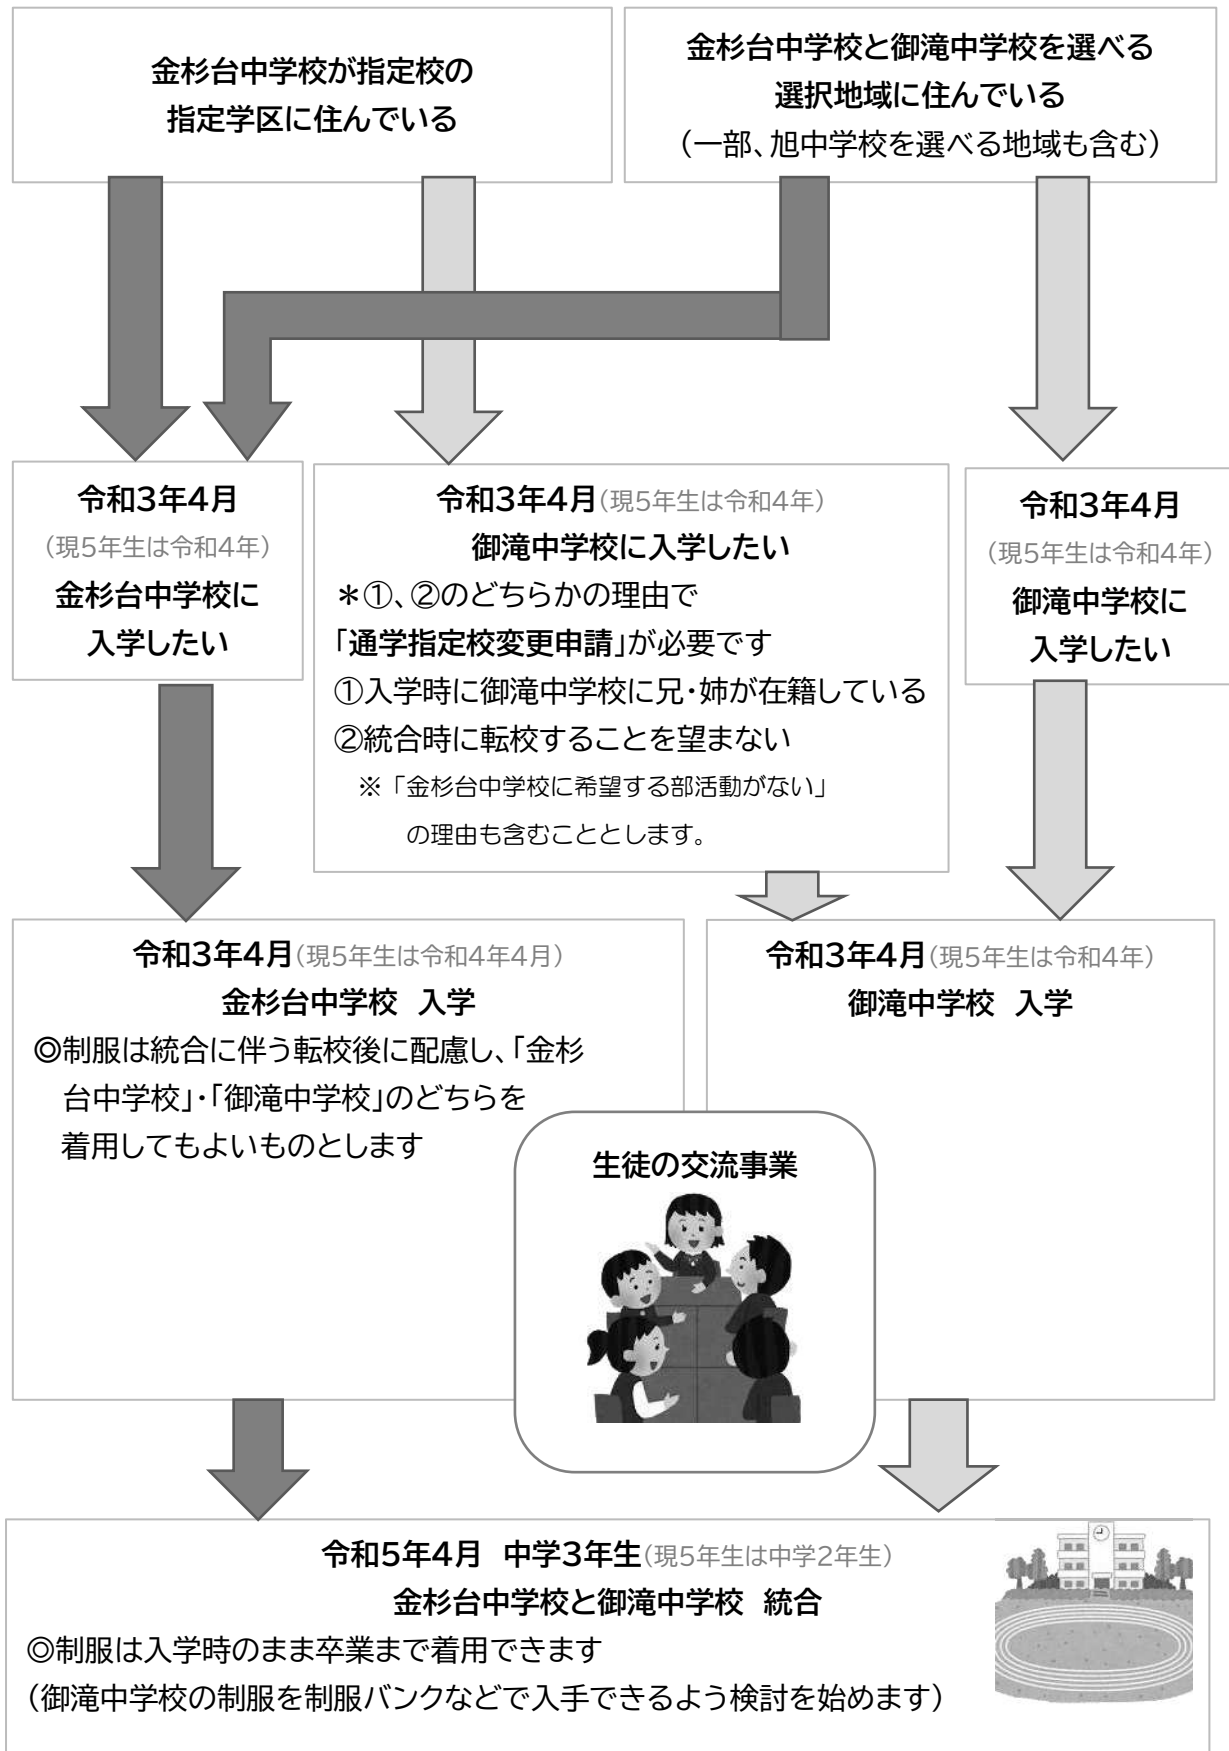 金杉台中学校が指定校の
指定学区に住んでいる
金杉台中学校と御滝中学校を選べる
選択地域に住んでいる
（一部、旭中学校を選べる地域も含む）
令和3年4月
（現5年生は令和4年）
金杉台中学校に
入学したい
令和3年4月（現5年生は令和4年）
御滝中学校に入学したい
＊①、②のどちらかの理由で
「通学指定校変更申請」が必要です
①入学時に御滝中学校に兄・姉が在籍している
②統合時に転校することを望まない
※「金杉台中学校に希望する部活動がない」
の理由も含むこととします。
令和3年4月
（現5年生は令和4年）
御滝中学校に
入学したい
令和3年4月（現5年生は令和4年4月）
金杉台中学校 入学
◎制服は統合に伴う転校後に配慮し、「金杉
台中学校」・「御滝中学校」のどちらを
着用してもよいものとします
令和3年4月（現5年生は令和4年）
御滝中学校 入学
生徒の交流事業
令和5年4月 中学3年生（現5年生は中学2年生）
金杉台中学校と御滝中学校 統合
◎制服は入学時のまま卒業まで着用できます
（御滝中学校の制服を制服バンクなどで入手できるよう検討を始めます）